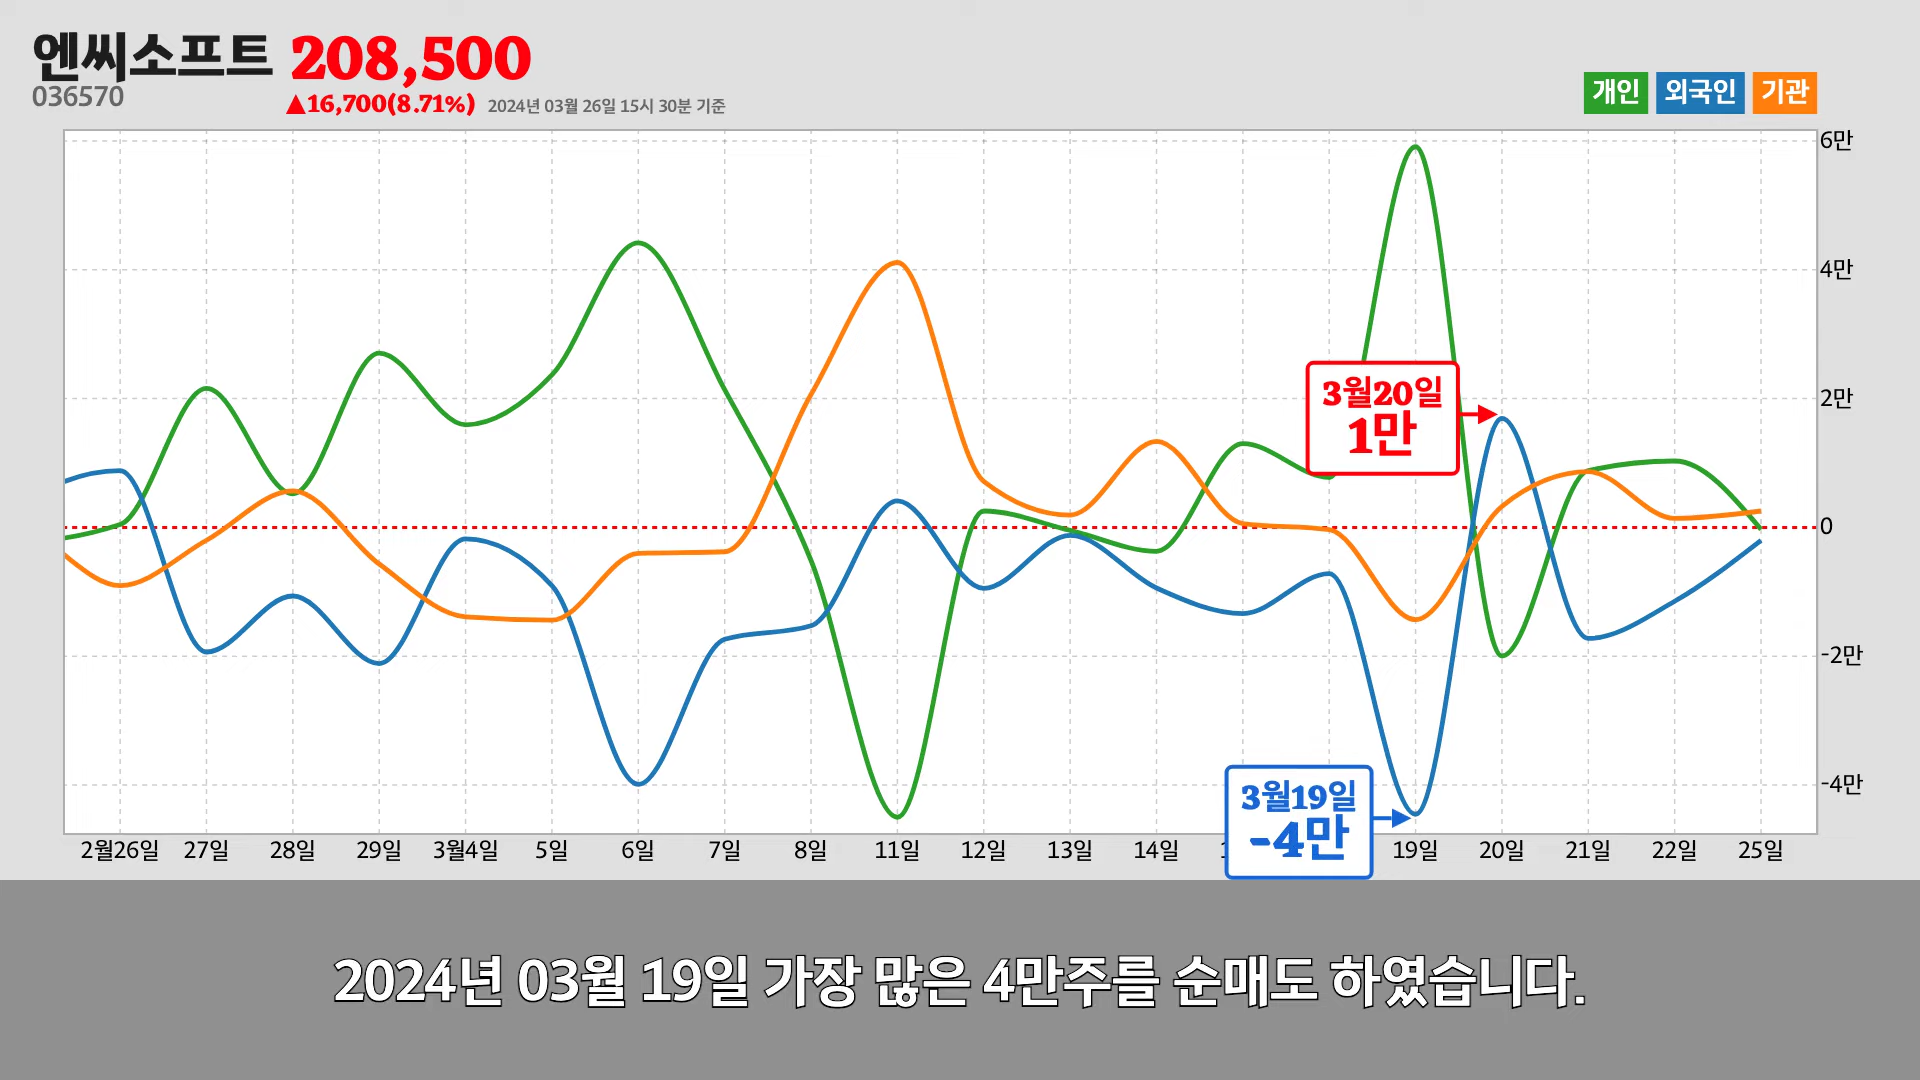 엔씨소프트 208,500
036570
▲16,700(8.71%) 2024년 03월 26일 15시 30분 기준
개인 외국인 기관
6만
4만
2만
0
-2만
-4만
3월20일
1만
3월19일
-4만
2월26일 27일 28일 29일 3월4일 5일 6일 7일 8일 11일 12일 13일 14일 19일 20일 21일 22일 25일
2024년 03월 19일 가장 많은 4만주를 순매도 하였습니다.